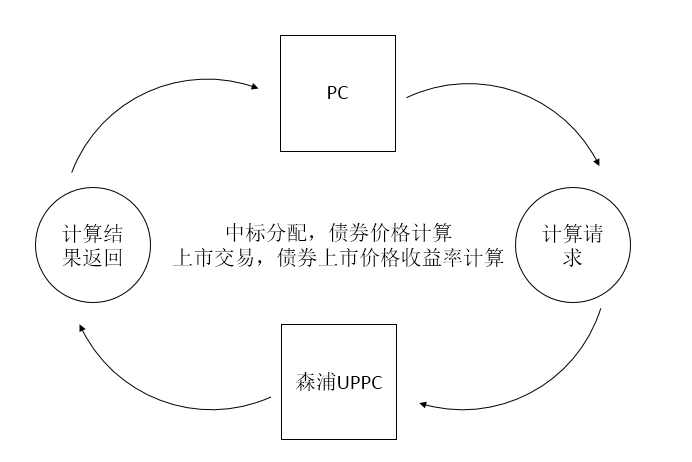 PC
计算结
果返回
中标分配，债券价格计算
上市交易，债券上市价格收益率计算
计算请
求
森浦UPPC